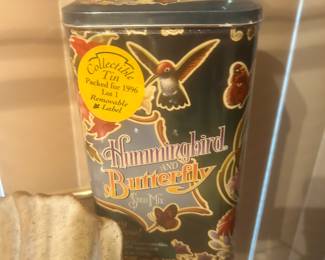 Collectible
Tin
Packed for 1996
Lot 1
Removable
Label
Hummingbird
AND
Butterfly
Seed Mix